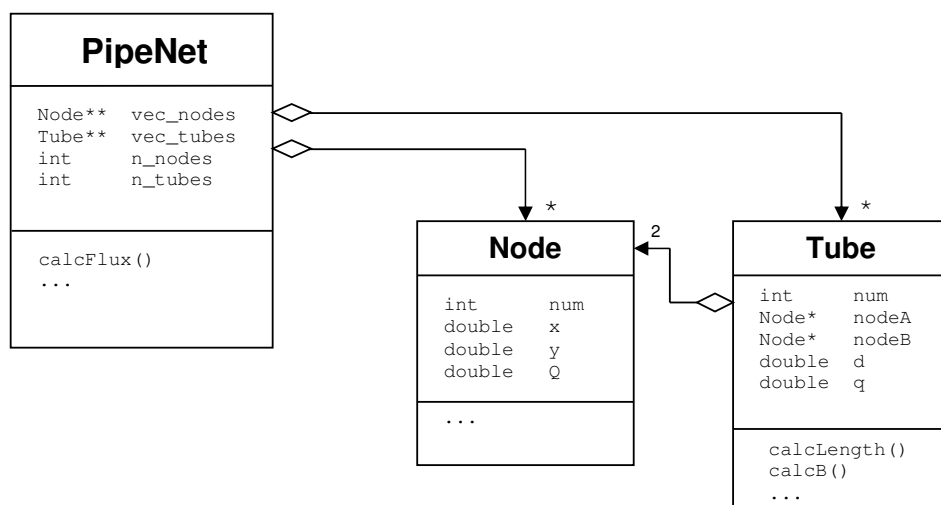 PipeNet
Node** vec_nodes
Tube** vec_tubes
int n_nodes
int n_tubes
calcFlux()
...
*
Node
int num
double x
double y
double Q
...
2
*
Tube
int num
Node* nodeA
Node* nodeB
double d
double q
calcLength()
calcB()
...